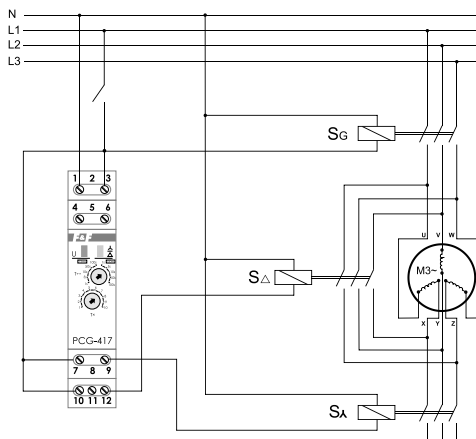 N
L1
L2
L3
SG
1 2 3
4 5 6
F&F
U
PCG-417
7 8 9
10 11 12
S△
S⅄
U V W
M3~
X Y Z